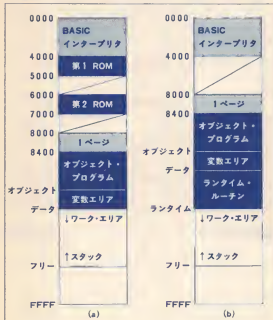 0000
BASIC
インタープリタ
4000
第1 ROM
5000
6000
第2 ROM
7000
8000
1ページ
8400
オブジェクト・
プログラム
オブジェクト
変数エリア
データ
↓ワーク・エリア
↑スタック
フリー
FFFF
(a)
0000
BASIC
インタープリタ
4000
8000
1ページ
8400
オブジェクト・
プログラム
オブジェクト
変数エリア
データ
ランタイム・
ルーチン
ランタイム
↓ワーク・エリア
↑スタック
フリー
FFFF
(b)